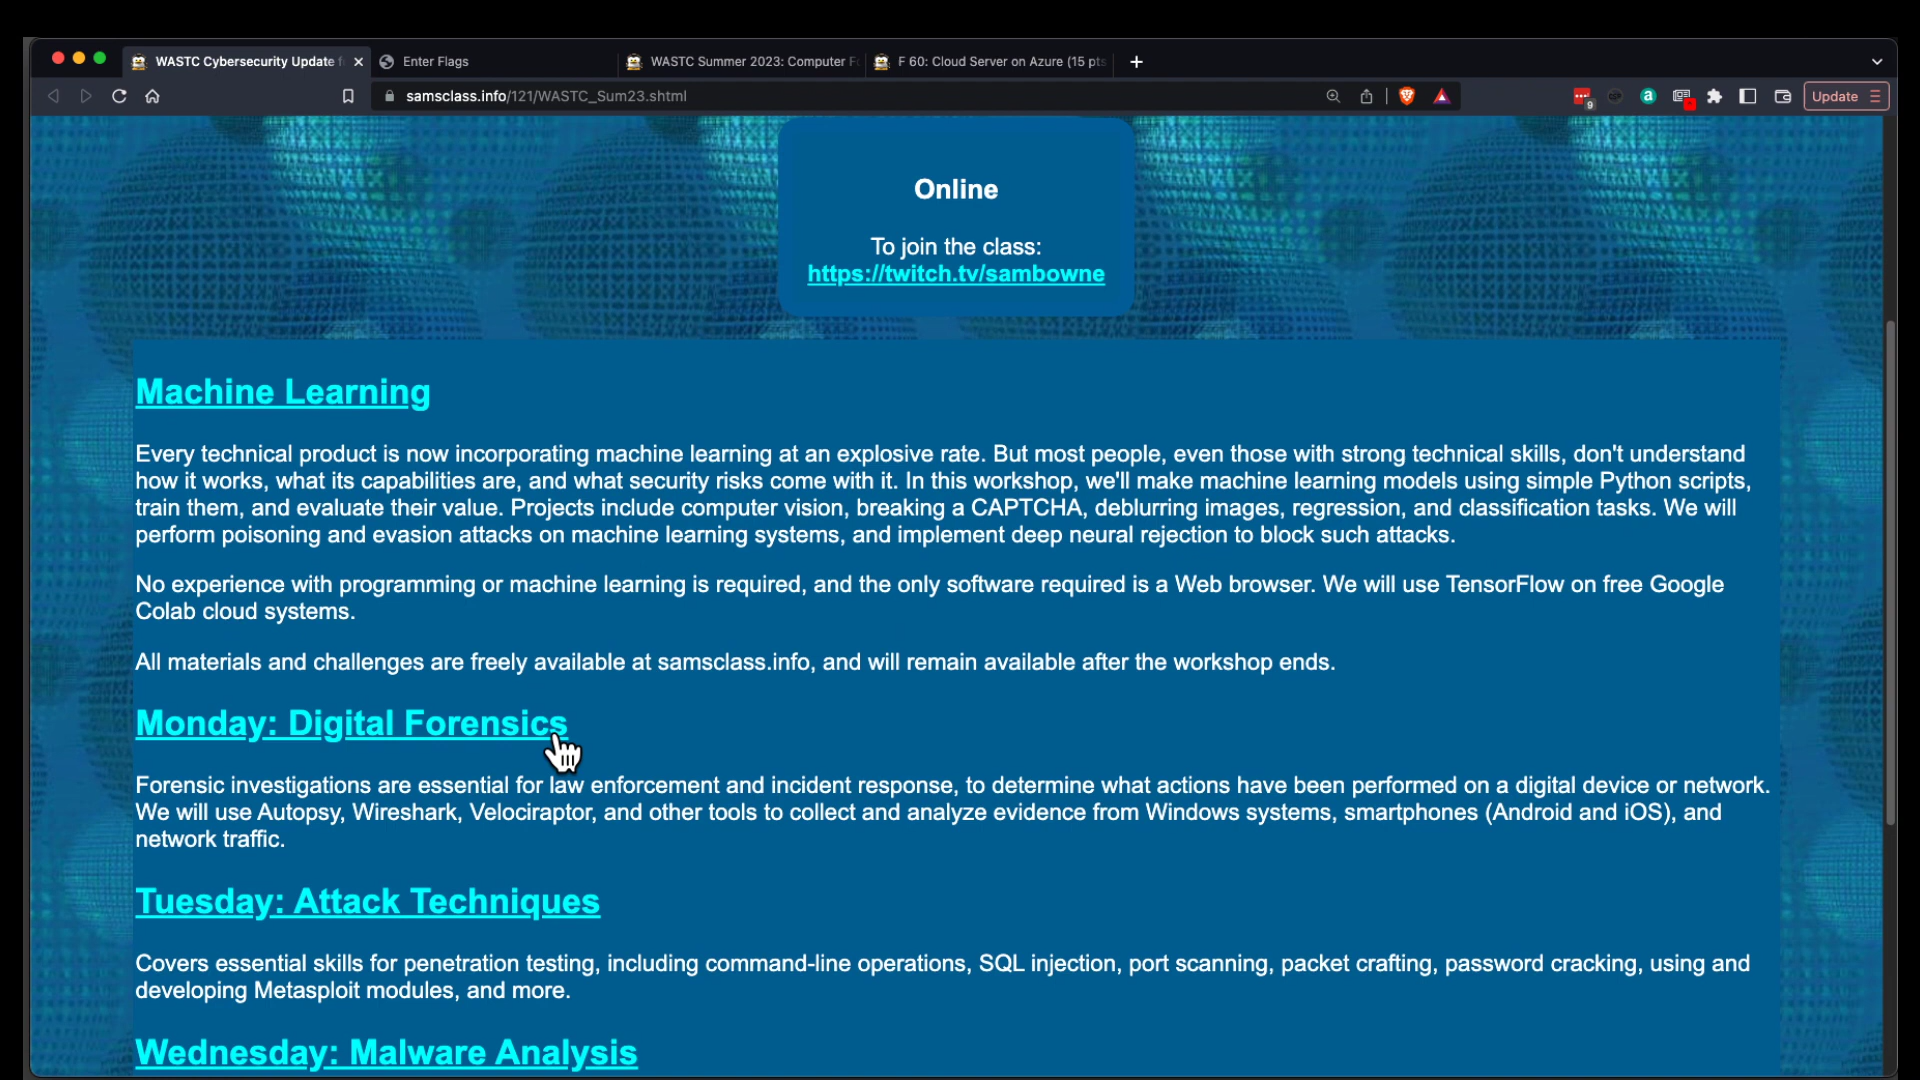 WASTC Cybersecurity Update f
Enter Flags
WASTC Summer 2023: Computer Fo
F 60: Cloud Server on Azure (15 pts
samsclass.info/121/WASTC_Sum23.shtml
9
a
Update
Online
To join the class:
https://twitch.tv/sambowne
Machine Learning
Every technical product is now incorporating machine learning at an explosive rate. But most people, even those with strong technical skills, don't understand
how it works, what its capabilities are, and what security risks come with it. In this workshop, we'll make machine learning models using simple Python scripts,
train them, and evaluate their value. Projects include computer vision, breaking a CAPTCHA, deblurring images, regression, and classification tasks. We will
perform poisoning and evasion attacks on machine learning systems, and implement deep neural rejection to block such attacks.
No experience with programming or machine learning is required, and the only software required is a Web browser. We will use TensorFlow on free Google
Colab cloud systems.
All materials and challenges are freely available at samsclass.info, and will remain available after the workshop ends.
Monday: Digital Forensics
Forensic investigations are essential for law enforcement and incident response, to determine what actions have been performed on a digital device or network.
We will use Autopsy, Wireshark, Velociraptor, and other tools to collect and analyze evidence from Windows systems, smartphones (Android and iOS), and
network traffic.
Tuesday: Attack Techniques
Covers essential skills for penetration testing, including command-line operations, SQL injection, port scanning, packet crafting, password cracking, using and
developing Metasploit modules, and more.
Wednesday: Malware Analysis